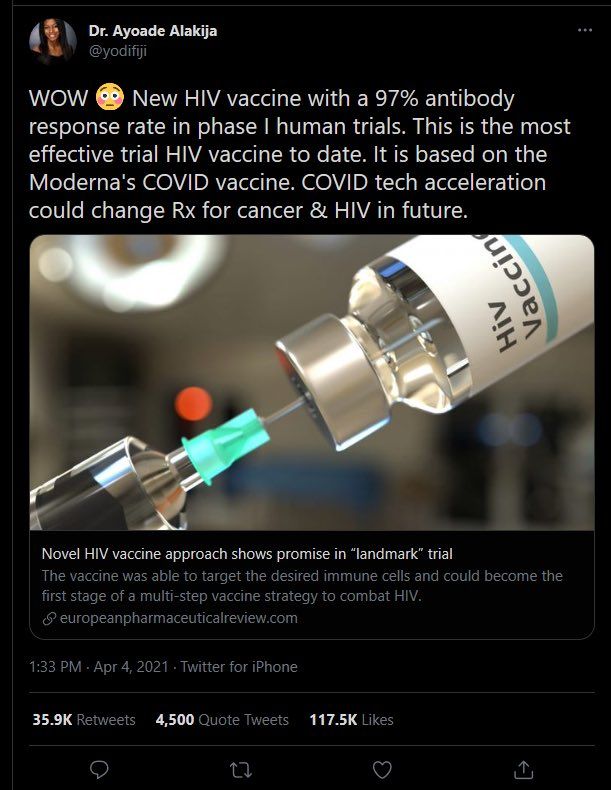 Dr. Ayoade Alakija
@yodifiji
WOW 😳 New HIV vaccine with a 97% antibody
response rate in phase I human trials. This is the most
effective trial HIV vaccine to date. It is based on the
Moderna's COVID vaccine. COVID tech acceleration
could change Rx for cancer & HIV in future.
Hiv
Vaccine
Novel HIV vaccine approach shows promise in “landmark” trial
The vaccine was able to target the desired immune cells and could become the
first stage of a multi-step vaccine strategy to combat HIV.
europeanpharmaceuticalreview.com
1:33 PM · Apr 4, 2021 · Twitter for iPhone
35.9K Retweets 4,500 Quote Tweets 117.5K Likes